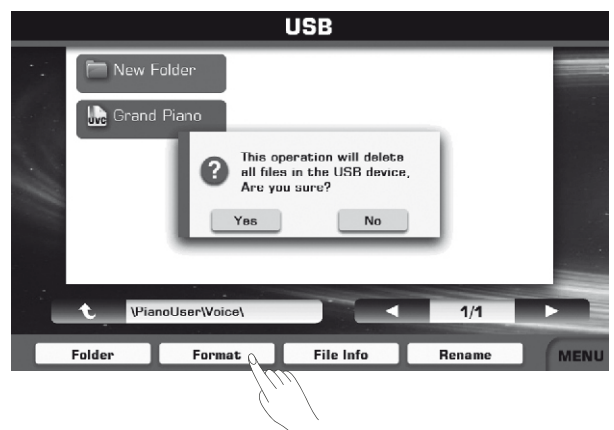 USB
New Folder
UVC Grand Piano
This operation will delete
all files in the USB device,
Are you sure?
Yes No
\PianoUser\Voice\ 1/1
Folder Format File Info Rename MENU